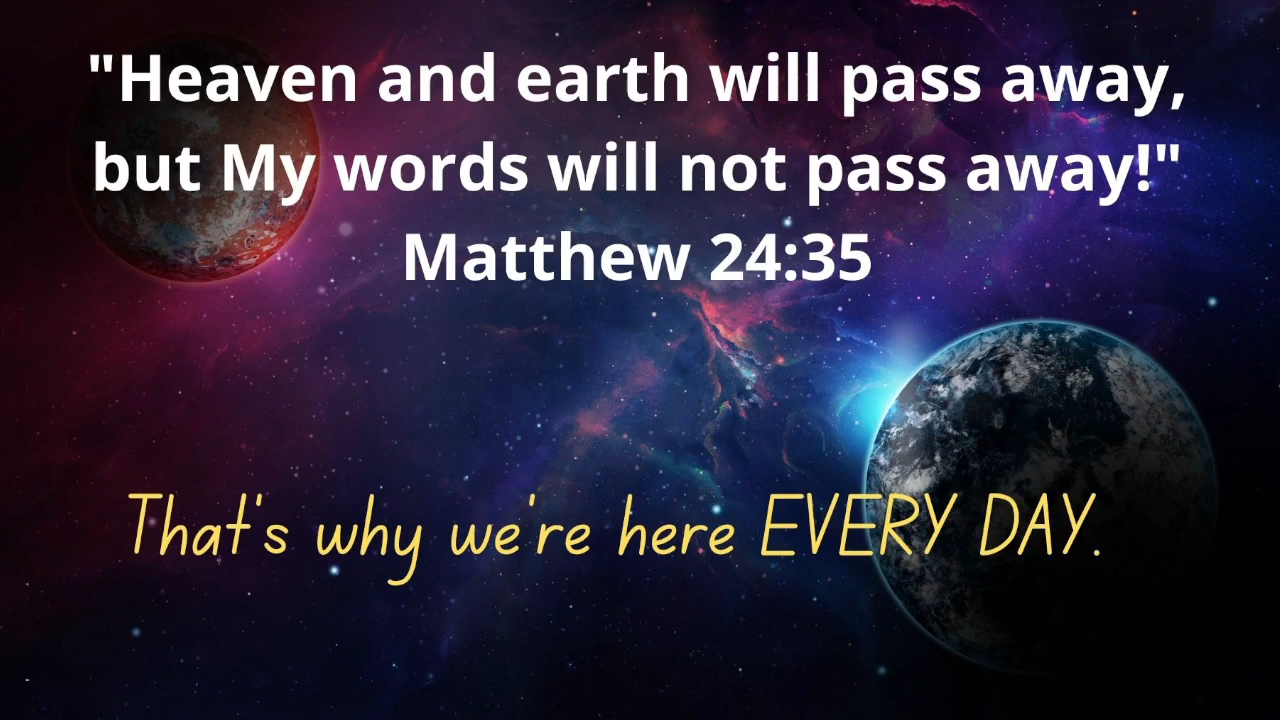 "Heaven and earth will pass away,
but My words will not pass away!"
Matthew 24:35
That's why we're here EVERY DAY.